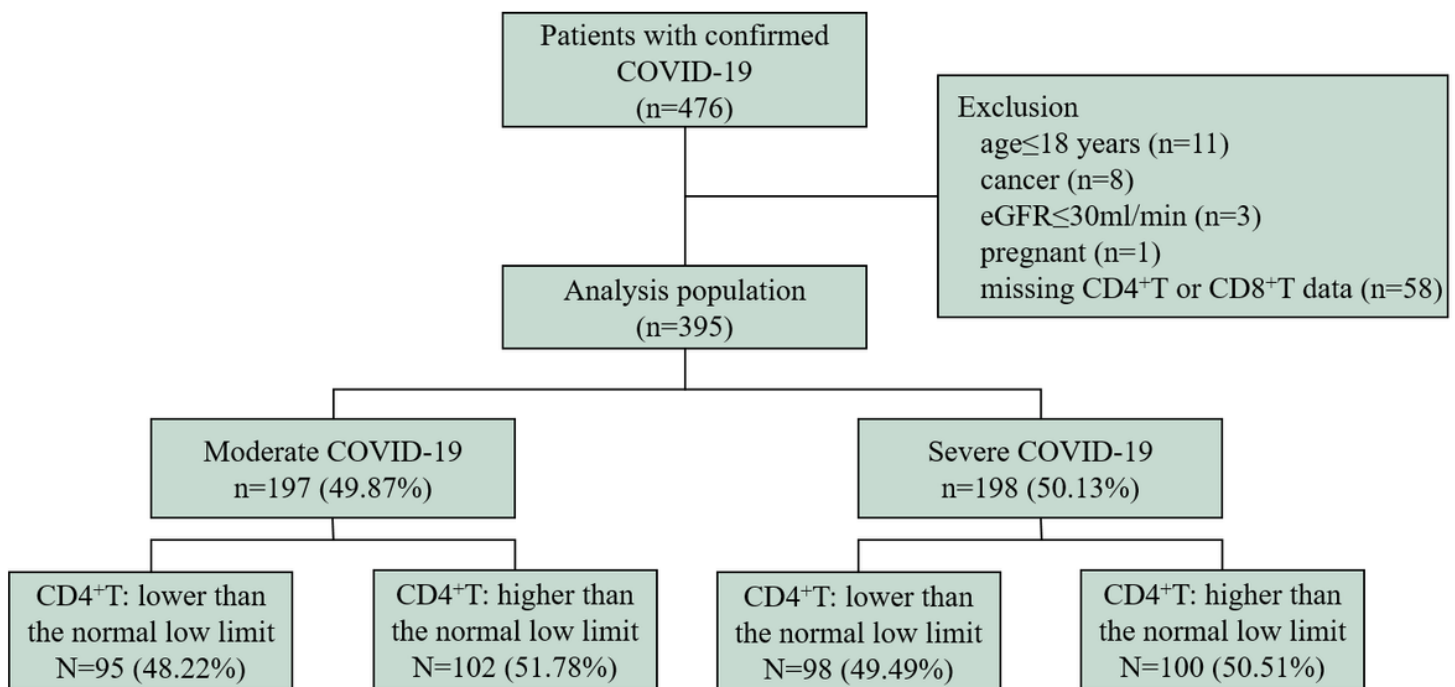 Patients with confirmed
COVID-19
(n=476)
Exclusion
age≤18 years (n=11)
cancer (n=8)
eGFR≤30ml/min (n=3)
pregnant (n=1)
missing CD4⁺T or CD8⁺T data (n=58)
Analysis population
(n=395)
Moderate COVID-19
n=197 (49.87%)
Severe COVID-19
n=198 (50.13%)
CD4⁺T: lower than
the normal low limit
N=95 (48.22%)
CD4⁺T: higher than
the normal low limit
N=102 (51.78%)
CD4⁺T: lower than
the normal low limit
N=98 (49.49%)
CD4⁺T: higher than
the normal low limit
N=100 (50.51%)